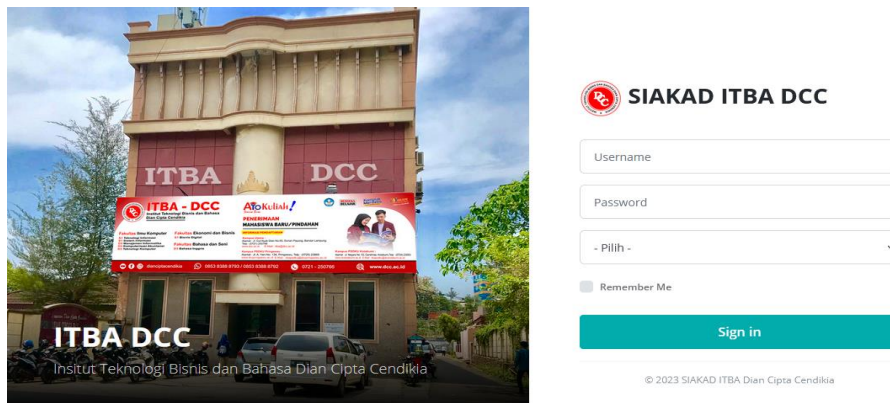 ITBA
DCC
ITBA - DCC
Institut Teknologi Bisnis dan Bahasa
Dian Cipta Cendikia
AyoKuliah!
PENERIMAAN
MAHASISWA BARU/PINDAHAN
Fakultas Ilmu Komputer
Fakultas Ekonomi dan Bisnis
Fakultas Bahasa dan Seni
0721 - 250798
www.dcc.ac.id
ITBA DCC
Insitut Teknologi Bisnis dan Bahasa Dian Cipta Cendikia
SIAKAD ITBA DCC
Username
Password
- Pilih -
Remember Me
Sign in
© 2023 SIAKAD ITBA Dian Cipta Cendikia